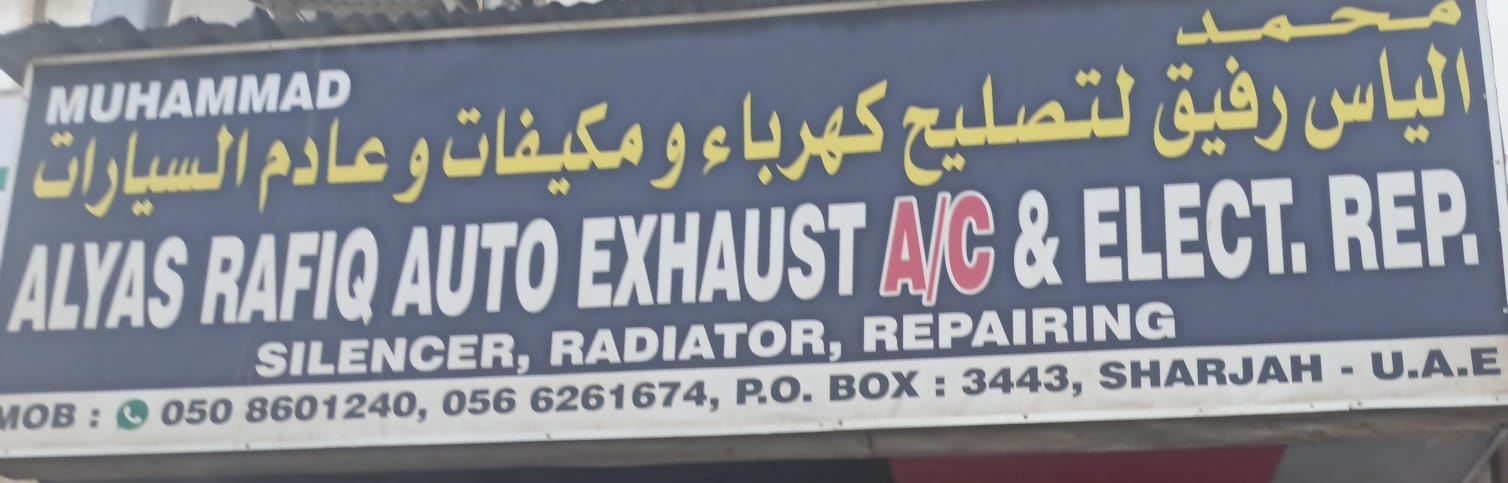 محمد
MUHAMMAD
الياس رفيق لتصليح كهرباء و مكيفات و عادم السيارات
ALYAS RAFIQ AUTO EXHAUST A/C & ELECT. REP.
SILENCER, RADIATOR, REPAIRING
MOB : 050 8601240, 056 6261674, P.O. BOX : 3443, SHARJAH - U.A.E